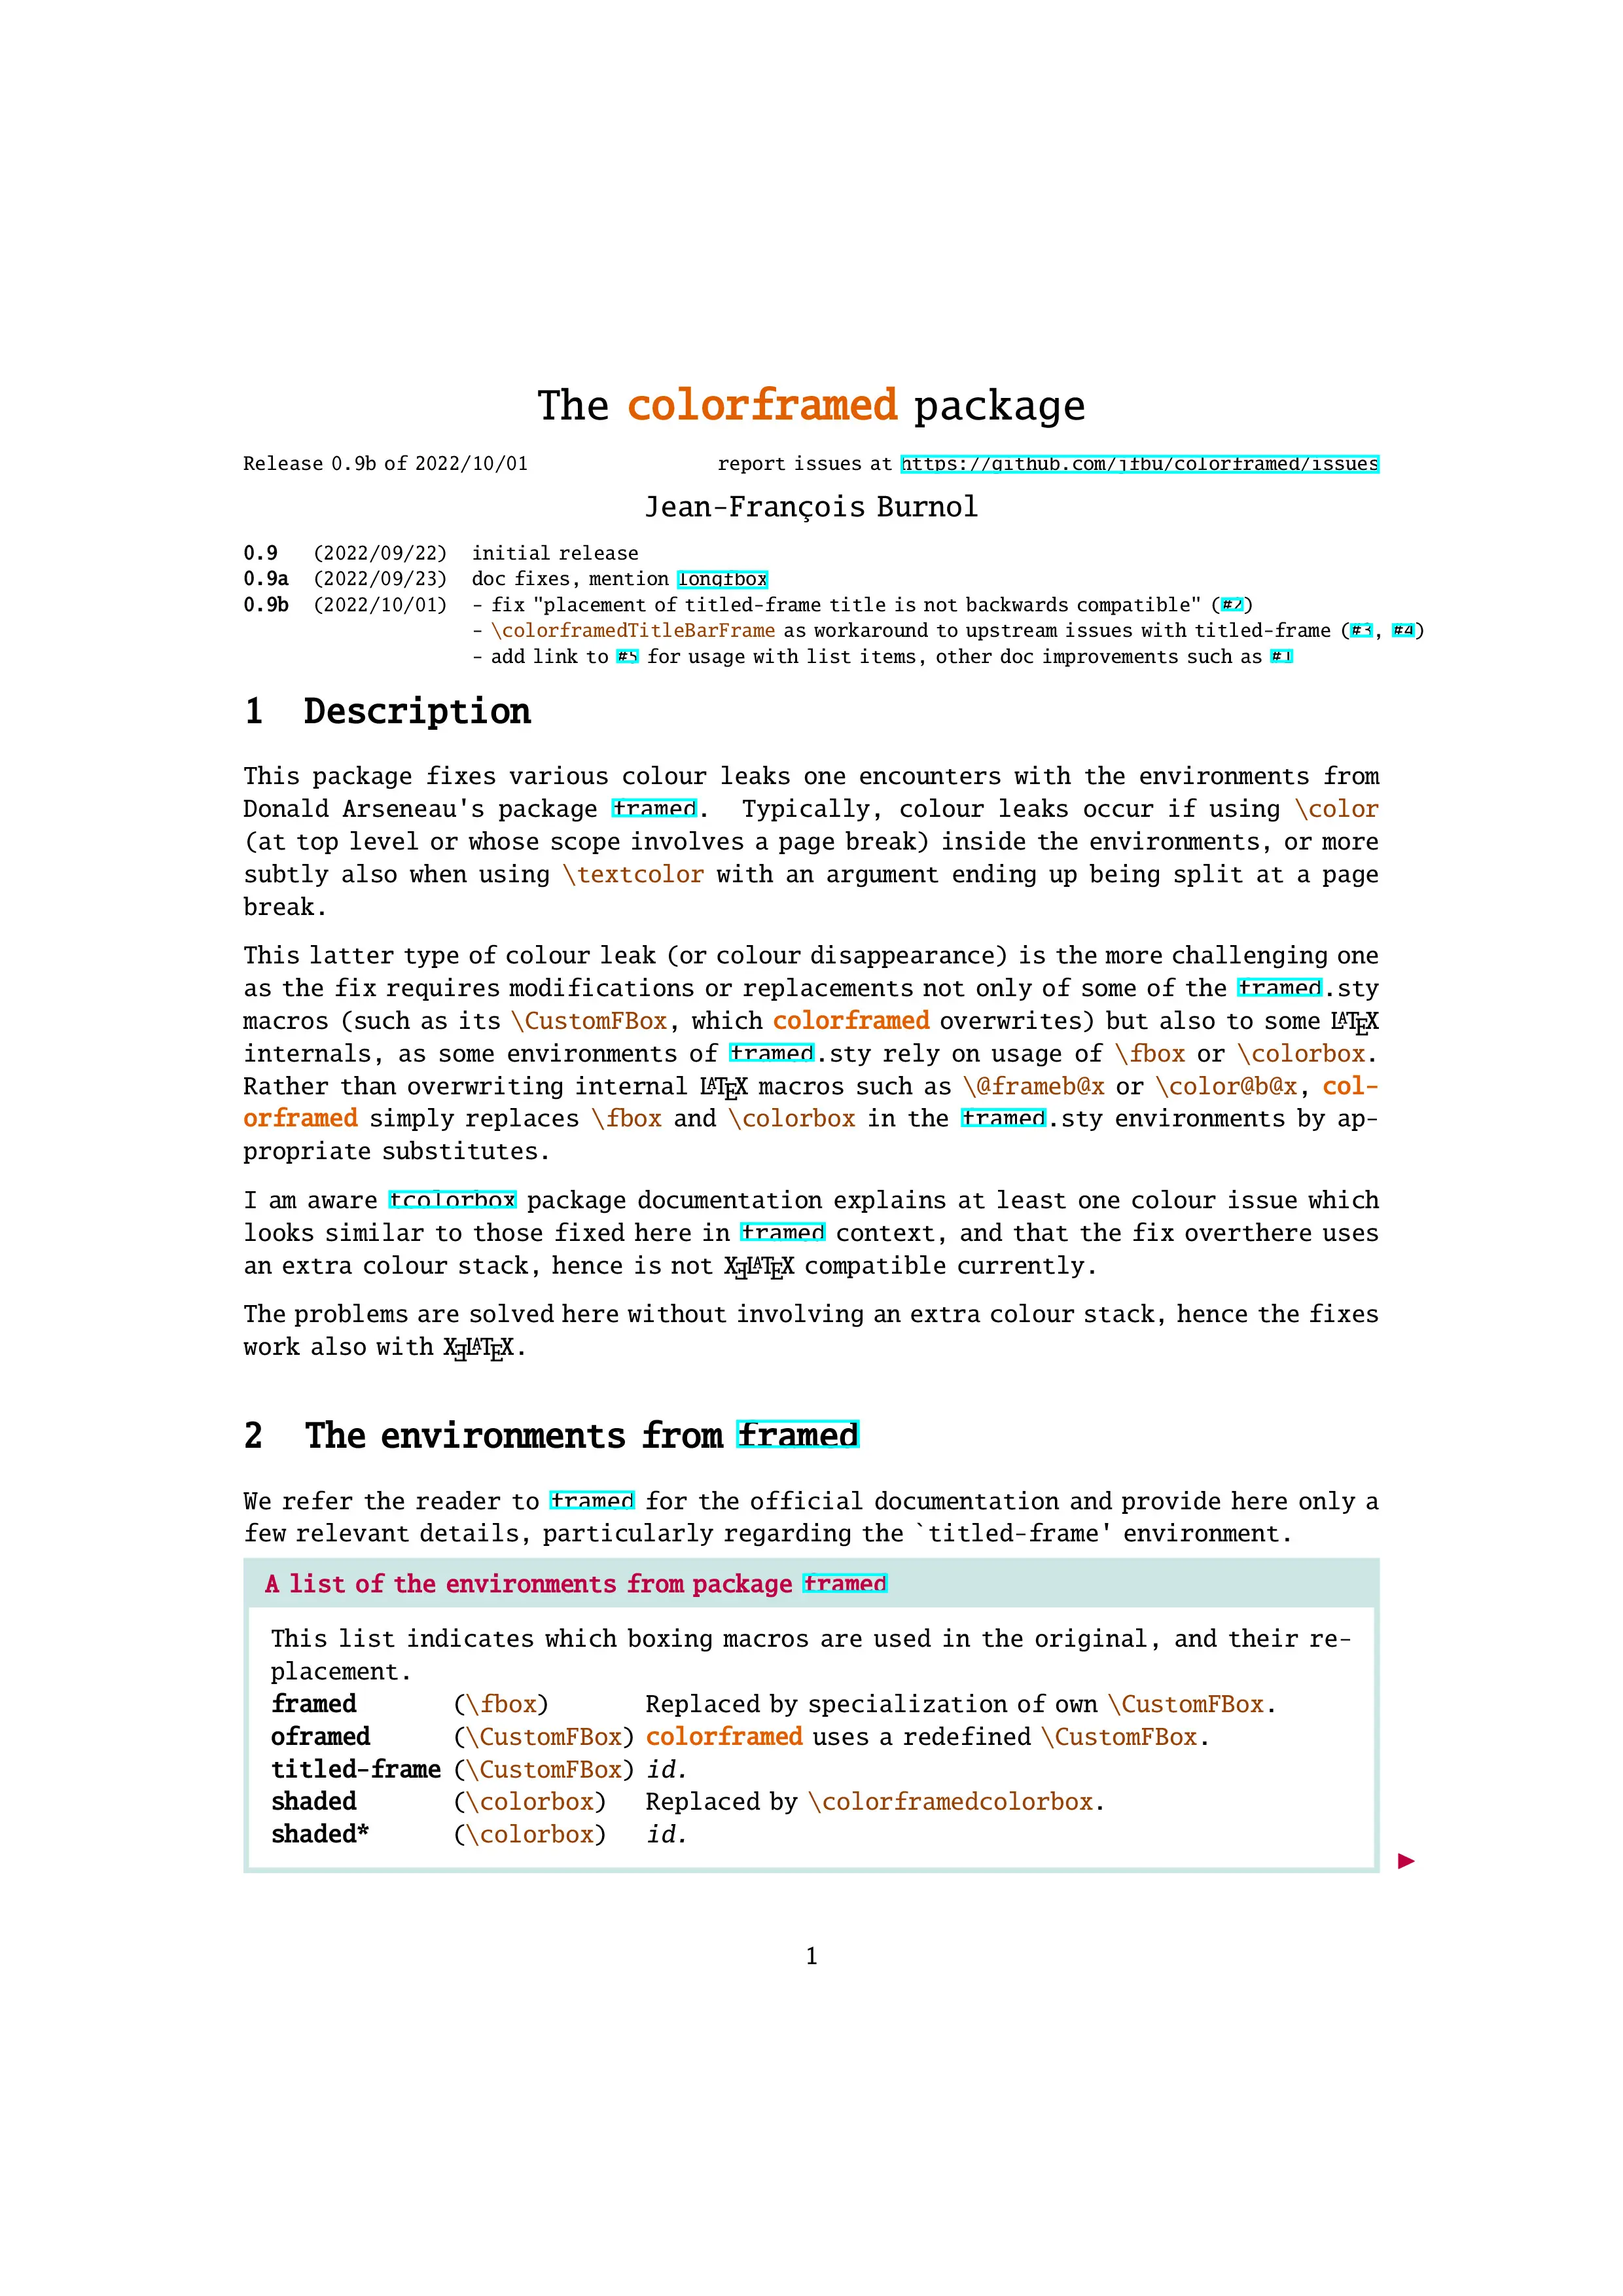 The colorframed package
Release 0.9b of 2022/10/01 report issues at https://github.com/jfbu/colorframed/issues
Jean-François Burnol
0.9 (2022/09/22) initial release
0.9a (2022/09/23) doc fixes, mention longfbox
0.9b (2022/10/01) - fix "placement of titled-frame title is not backwards compatible" (#2)
- \colorframedTitleBarFrame as workaround to upstream issues with titled-frame (#3, #4)
- add link to #5 for usage with list items, other doc improvements such as #1
1 Description
This package fixes various colour leaks one encounters with the environments from
Donald Arseneau's package framed. Typically, colour leaks occur if using \color
(at top level or whose scope involves a page break) inside the environments, or more
subtly also when using \textcolor with an argument ending up being split at a page
break.
This latter type of colour leak (or colour disappearance) is the more challenging one
as the fix requires modifications or replacements not only of some of the framed.sty
macros (such as its \CustomFBox, which colorframed overwrites) but also to some LATEX
internals, as some environments of framed.sty rely on usage of \fbox or \colorbox.
Rather than overwriting internal LATEX macros such as \@frameb@x or \color@b@x, col-
orframed simply replaces \fbox and \colorbox in the framed.sty environments by ap-
propriate substitutes.
I am aware tcolorbox package documentation explains at least one colour issue which
looks similar to those fixed here in framed context, and that the fix overthere uses
an extra colour stack, hence is not XƎLATEX compatible currently.
The problems are solved here without involving an extra colour stack, hence the fixes
work also with XƎLATEX.
2 The environments from framed
We refer the reader to framed for the official documentation and provide here only a
few relevant details, particularly regarding the `titled-frame' environment.
A list of the environments from package framed
This list indicates which boxing macros are used in the original, and their re-
placement.
framed (\fbox) Replaced by specialization of own \CustomFBox.
oframed (\CustomFBox) colorframed uses a redefined \CustomFBox.
titled-frame (\CustomFBox) id.
shaded (\colorbox) Replaced by \colorframedcolorbox.
shaded* (\colorbox) id.
1